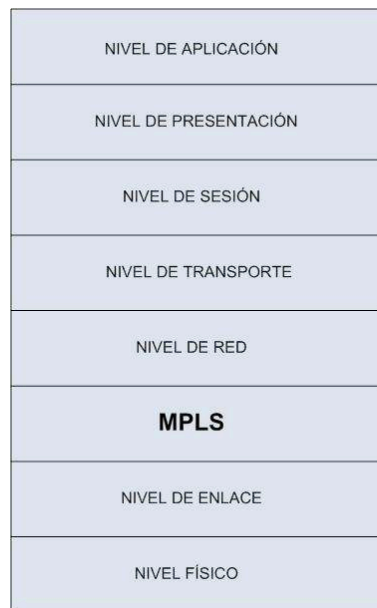 NIVEL DE APLICACIÓN
NIVEL DE PRESENTACIÓN
NIVEL DE SESIÓN
NIVEL DE TRANSPORTE
NIVEL DE RED
MPLS
NIVEL DE ENLACE
NIVEL FÍSICO